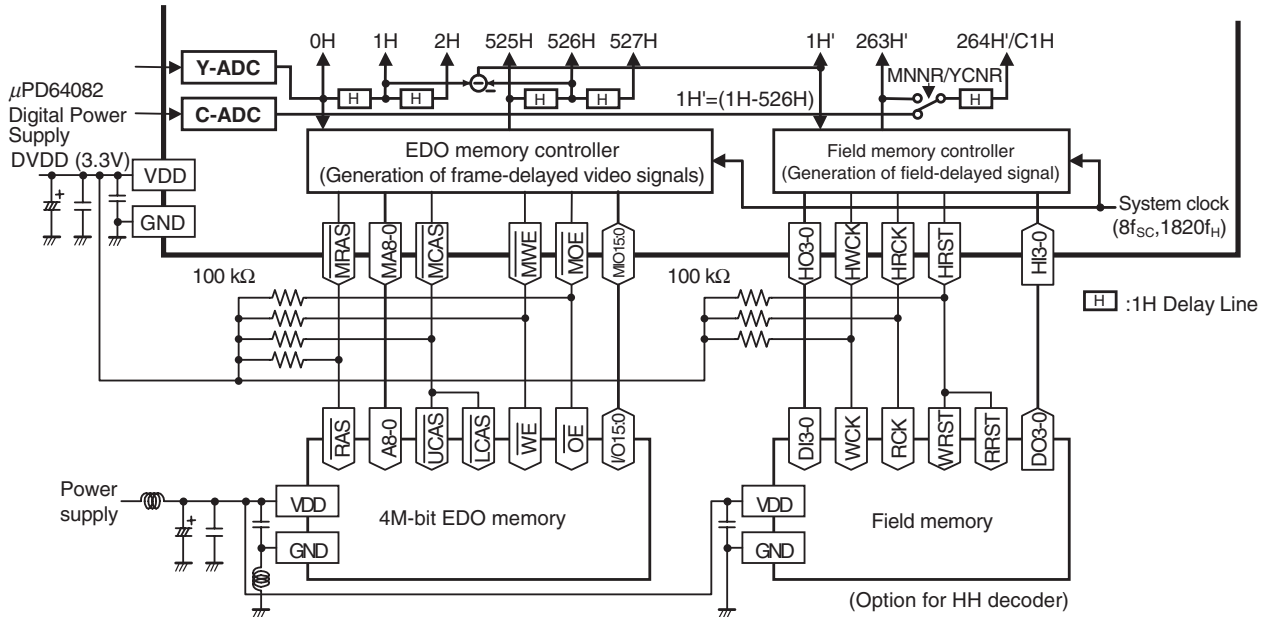 0H 1H 2H 525H 526H 527H 1H' 263H' 264H'/C1H
Y-ADC
MNNR/YCNR
H H H H H
1H'=(1H-526H)
C-ADC
μPD64082
Digital Power
Supply
DVDD (3.3V)
VDD
GND
EDO memory controller
(Generation of frame-delayed video signals)
Field memory controller
(Generation of field-delayed signal)
System clock
(8fSC,1820fH)
MRAS MA8-0 MCAS MWE MOE MIO15:0 HO3-0 HWCK HRCK HRST HI3-0
100 kΩ 100 kΩ
H :1H Delay Line
RAS A8-0 UCAS LCAS WE OE I/O15:0 DI3-0 WCK RCK WRST RRST DO3-0
Power
supply
VDD
GND
4M-bit EDO memory
VDD
GND
Field memory
(Option for HH decoder)